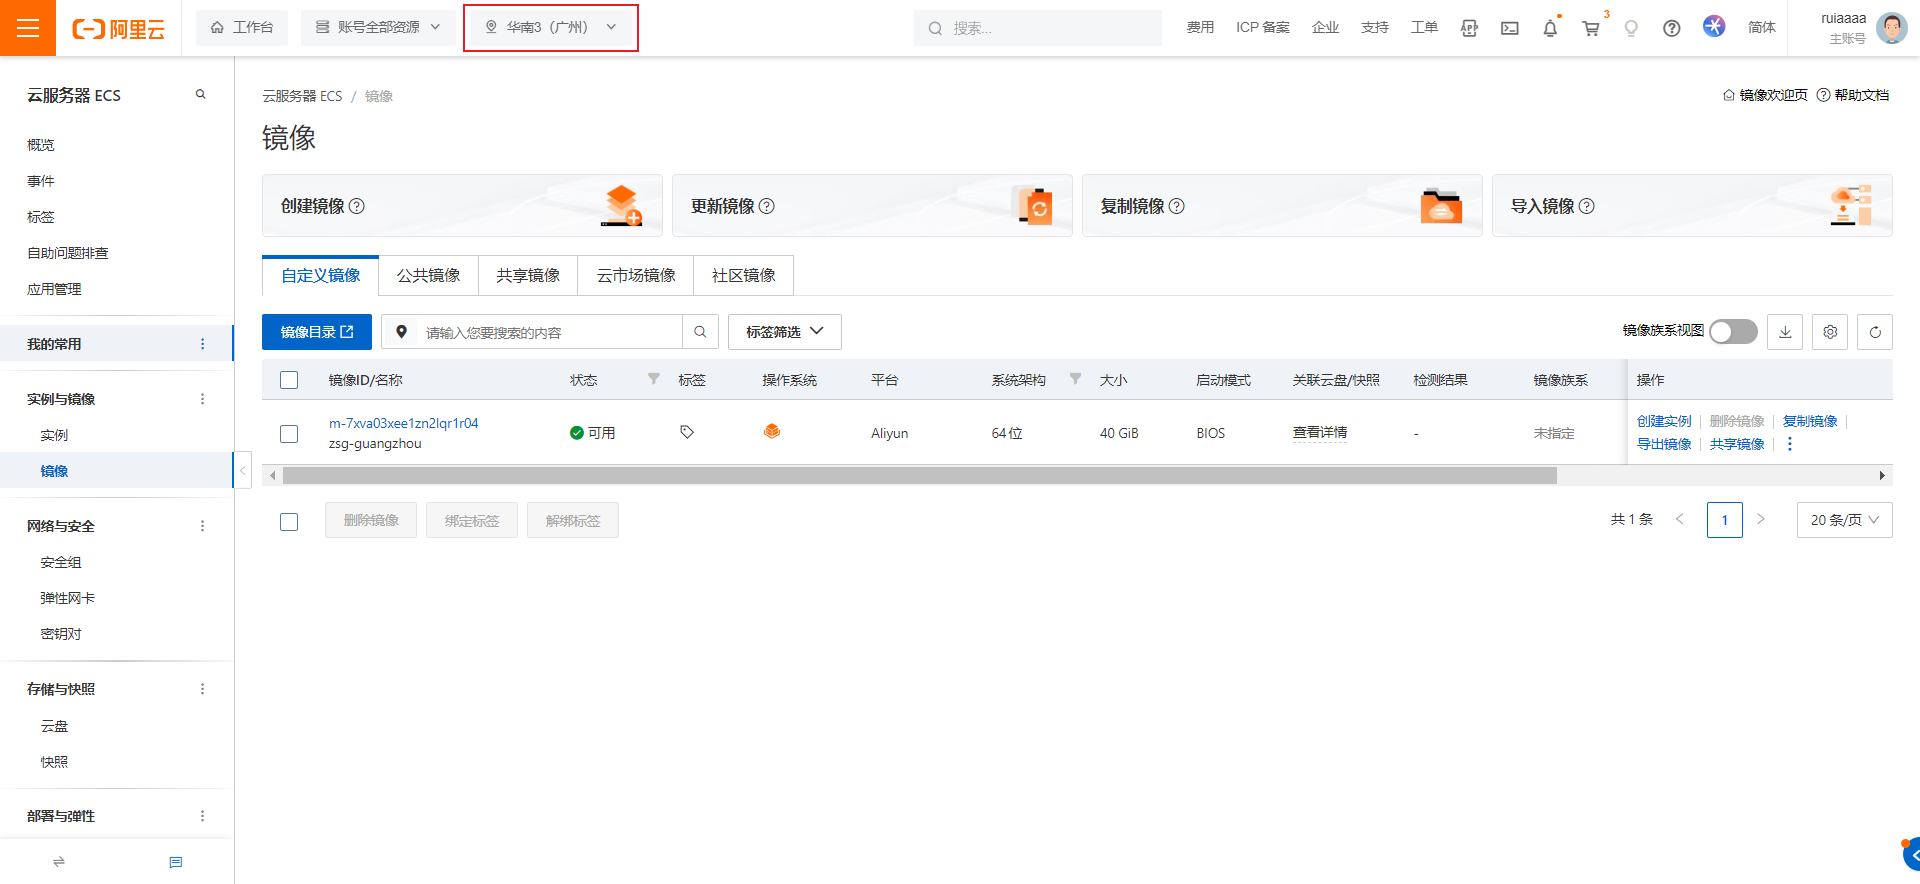 阿里云
工作台
账号全部资源
华南3（广州）
搜索...
费用
ICP 备案
企业
支持
工单
3
简体
ruiaaaa
主账号
云服务器 ECS
概览
事件
标签
自助问题排查
应用管理
我的常用
实例与镜像
实例
镜像
网络与安全
安全组
弹性网卡
密钥对
存储与快照
云盘
快照
部署与弹性
云服务器 ECS / 镜像
镜像欢迎页
帮助文档
镜像
创建镜像
更新镜像
复制镜像
导入镜像
自定义镜像
公共镜像
共享镜像
云市场镜像
社区镜像
镜像目录
请输入您要搜索的内容
标签筛选
镜像族系视图
镜像ID/名称 状态 标签 操作系统 平台 系统架构 大小 启动模式 关联云盘/快照 检测结果 镜像族系 操作
m-7xva03xee1zn2lqr1r04
zsg-guangzhou
可用
Aliyun
64 位
40 GiB
BIOS
查看详情
-
未指定
创建实例 删除镜像 复制镜像
导出镜像 共享镜像
删除镜像
绑定标签
解绑标签
共 1 条
1
20 条/页